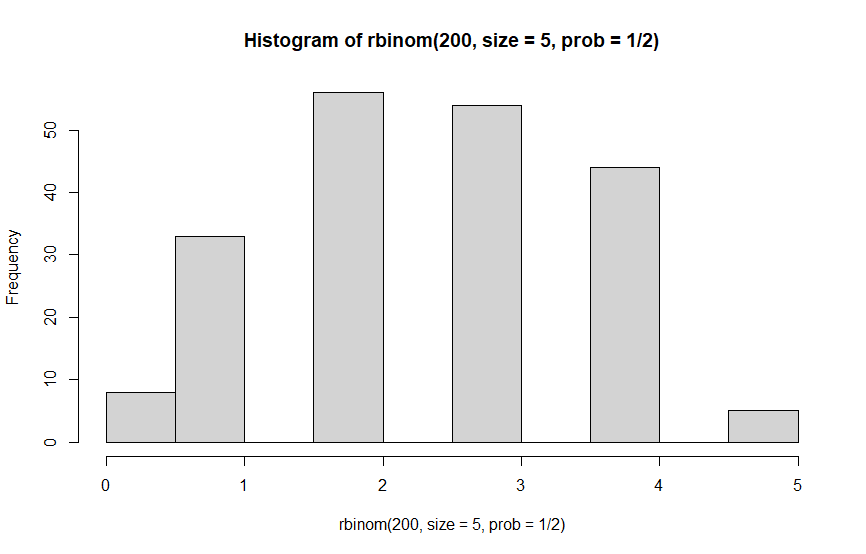 Histogram of rbinom(200, size = 5, prob = 1/2)
Frequency
50
40
30
20
10
0
0 1 2 3 4 5
rbinom(200, size = 5, prob = 1/2)